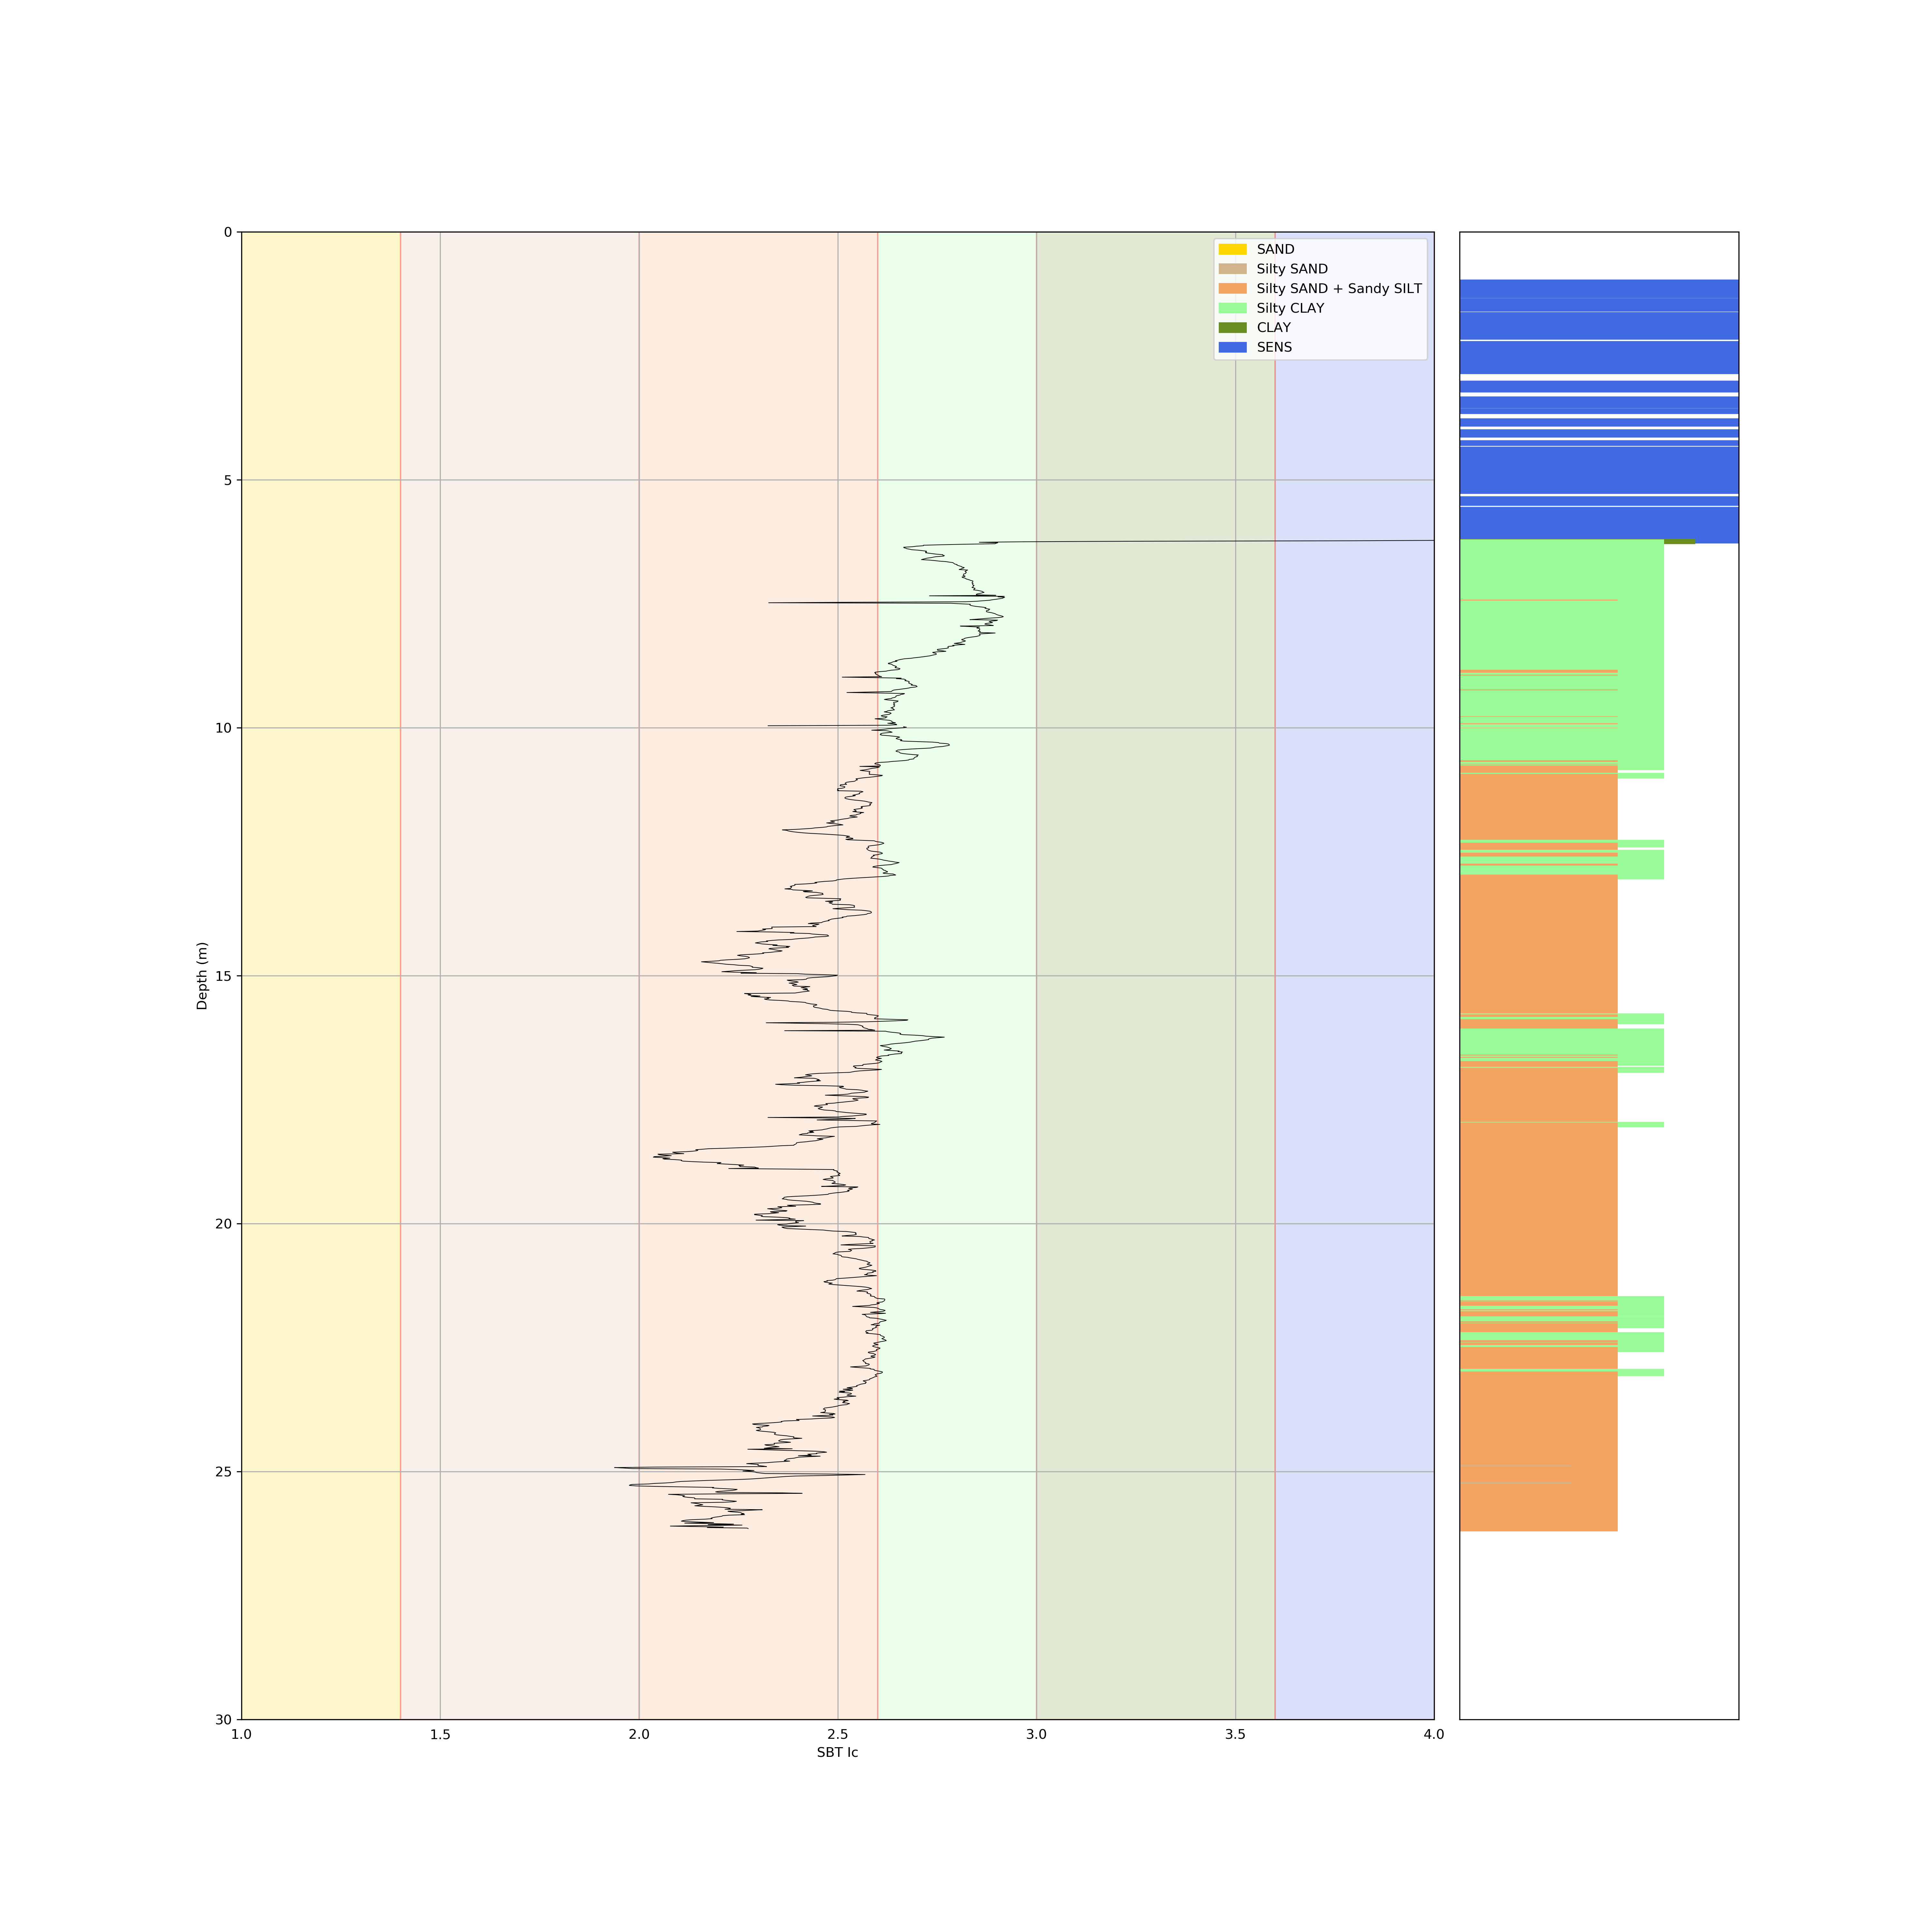 SAND
Silty SAND
Silty SAND + Sandy SILT
Silty CLAY
CLAY
SENS
0
5
10
15
20
25
30
Depth (m)
1.0 1.5 2.0 2.5 3.0 3.5 4.0
SBT Ic